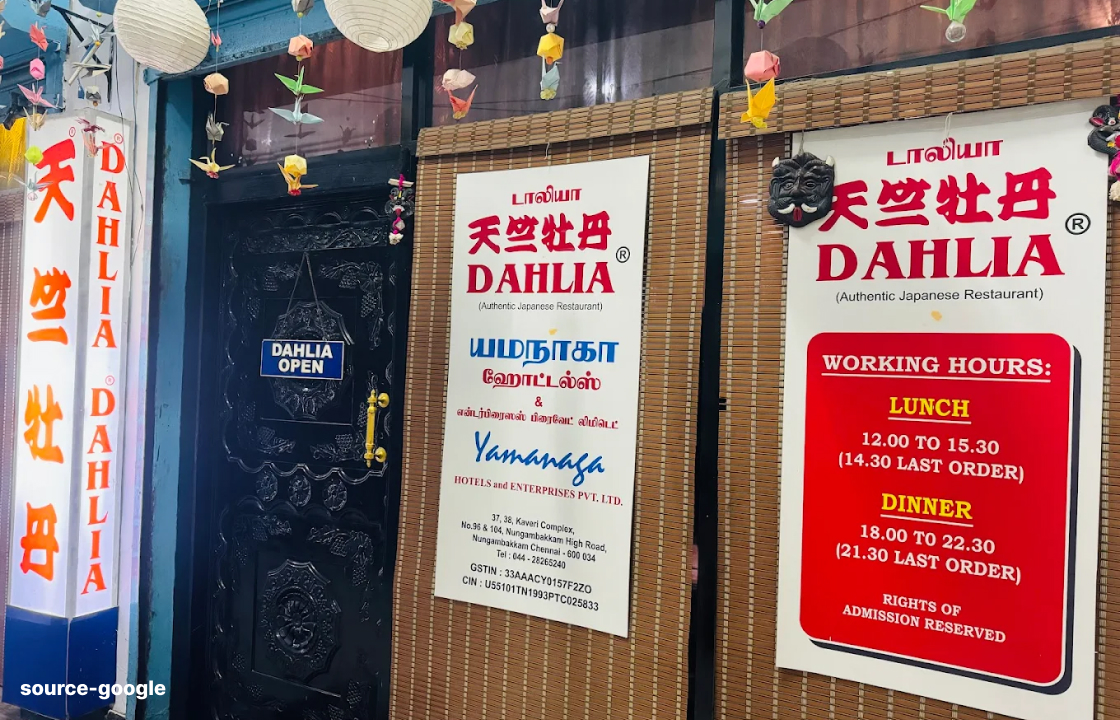 天竺牡丹
®
DAHLIA DAHLIA
®
DAHLIA
OPEN
டாலியா
天竺牡丹
DAHLIA ®
(Authentic Japanese Restaurant)
யமநாகா
ஹோட்டல்ஸ்
&
என்டர்பிரைஸஸ் பிரைவேட் லிமிடெட்
Yamanaga
HOTELS and ENTERPRISES PVT. LTD.
37, 38, Kaveri Complex,
No.96 & 104, Nungambakkam High Road,
Nungambakkam Chennai - 600 034
Tel : 044 - 28265240
GSTIN : 33AAACY0157F2ZO
CIN : U55101TN1993PTC025833
டாலியா
天竺牡丹
DAHLIA ®
(Authentic Japanese Restaurant)
WORKING HOURS:
LUNCH
12.00 TO 15.30
(14.30 LAST ORDER)
DINNER
18.00 TO 22.30
(21.30 LAST ORDER)
RIGHTS OF
ADMISSION RESERVED
source-google